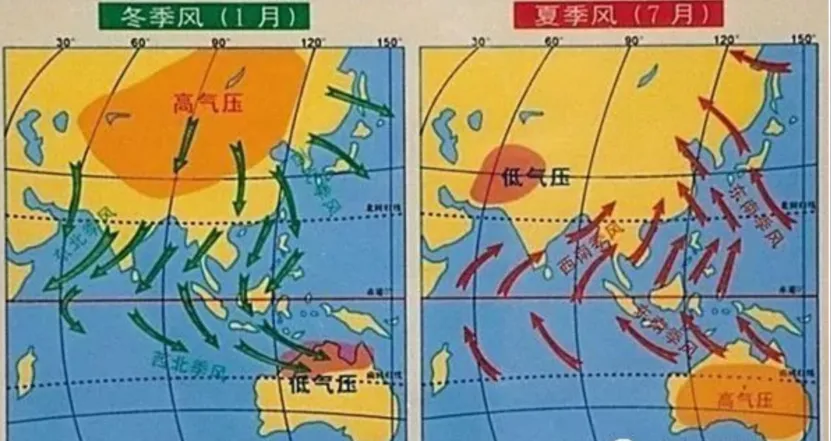 冬季风（1月）
夏季风（7月）
30° 60° 90° 120° 150°
30° 60° 90° 120° 150°
高气压
低气压
季风
东北季风
北回归线
赤道
西北季风
南回归线
低气压
东南季风
北回归线
西南季风
赤道
东南季风
南回归线
高气压